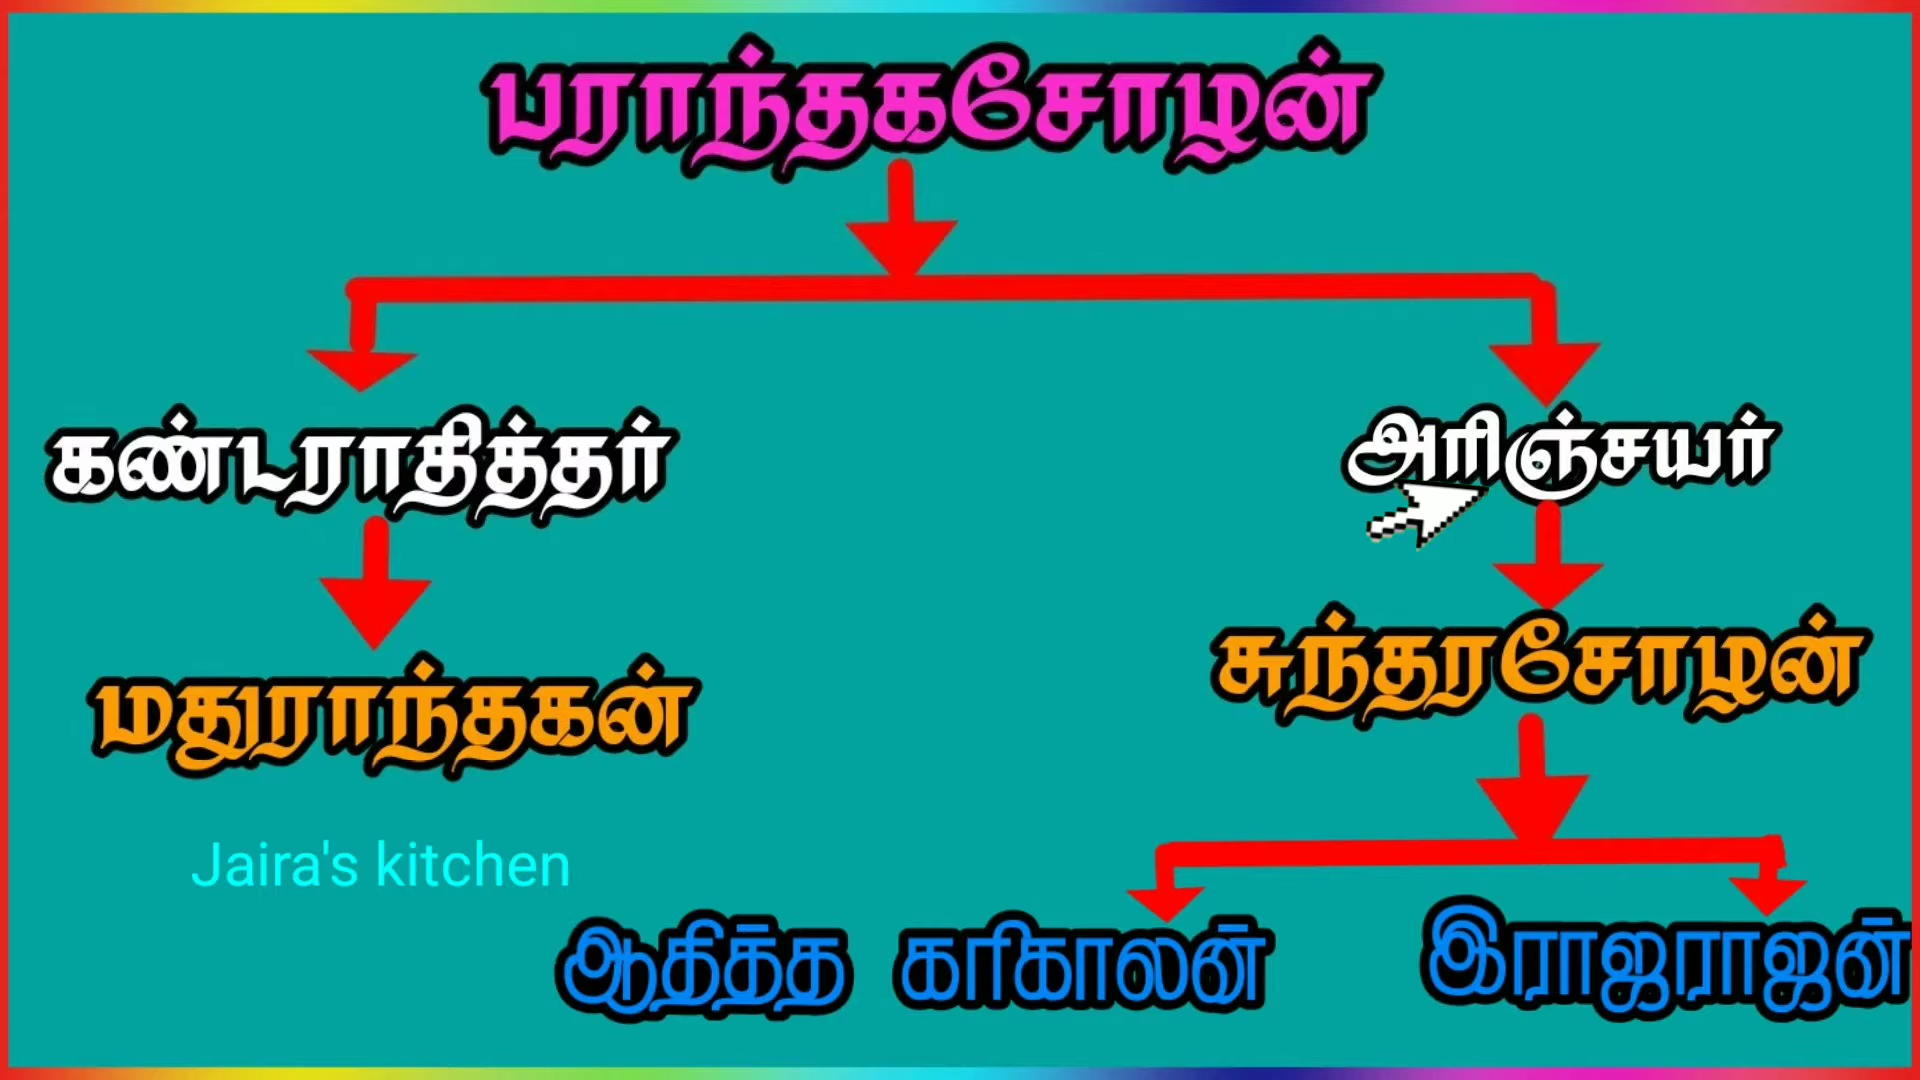 பராந்தகசோழன்
கண்டராதித்தர்
அரிஞ்சயர்
மதுராந்தகன்
சுந்தரசோழன்
Jaira's kitchen
ஆதித்த கரிகாலன்
இராஜராஜன்